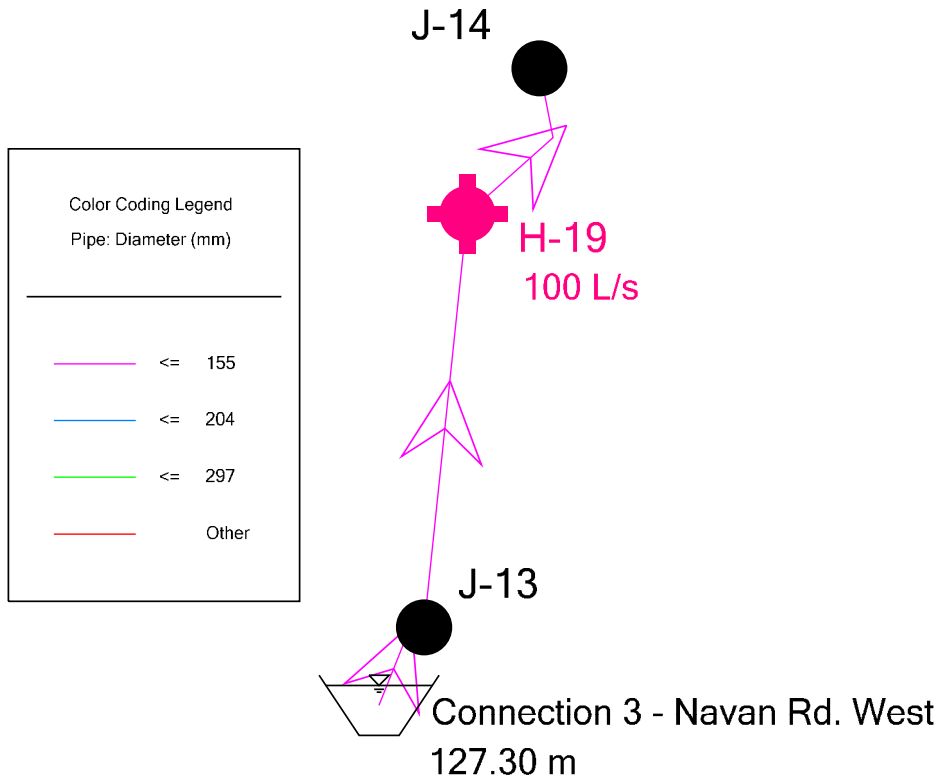 J-14
Color Coding Legend
Pipe: Diameter (mm)
H-19
100 L/s
<= 155
<= 204
<= 297
Other
J-13
Connection 3 - Navan Rd. West
127.30 m